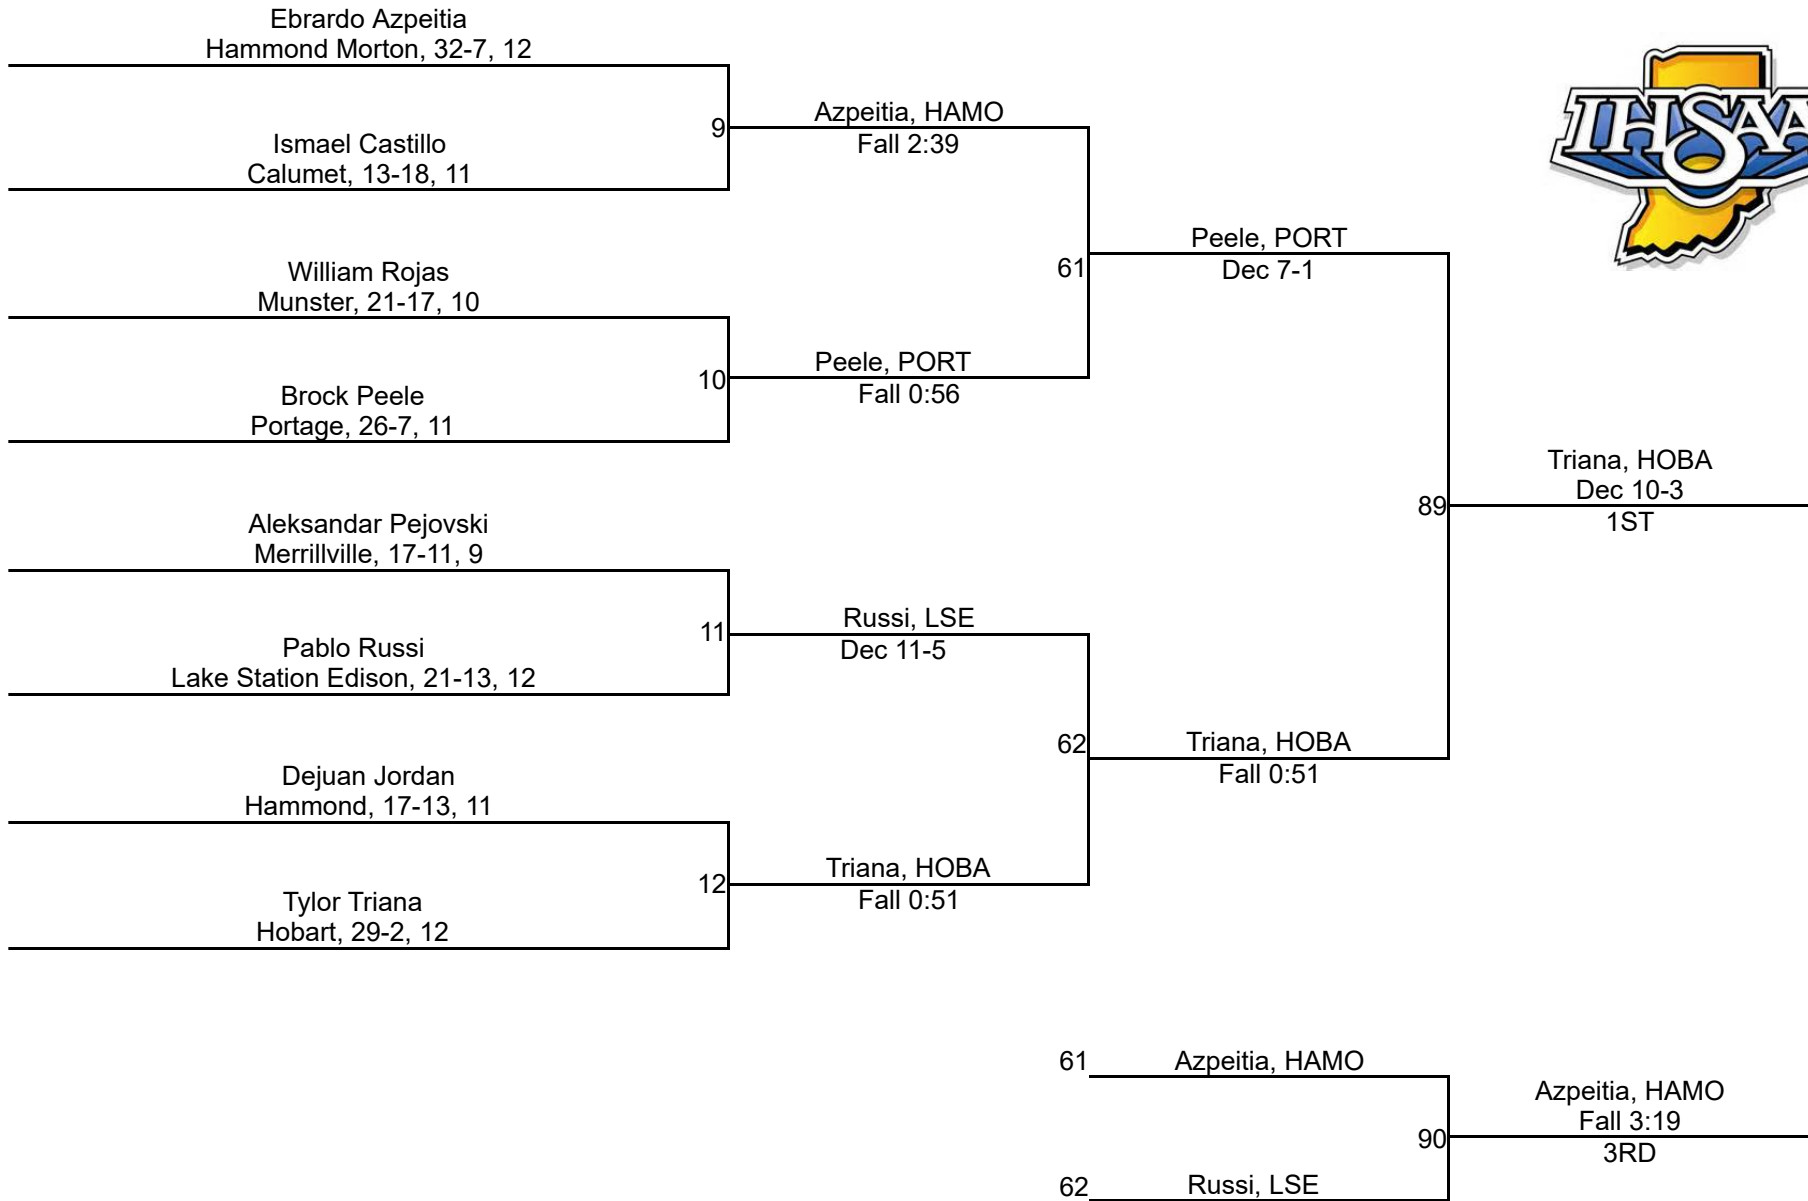 Ebrardo Azpeitia
Hammond Morton, 32-7, 12
Ismael Castillo
Calumet, 13-18, 11
9
Azpeitia, HAMO
Fall 2:39
William Rojas
Munster, 21-17, 10
Brock Peele
Portage, 26-7, 11
10
Peele, PORT
Fall 0:56
61
Peele, PORT
Dec 7-1
IHSAA
Aleksandar Pejovski
Merrillville, 17-11, 9
Pablo Russi
Lake Station Edison, 21-13, 12
11
Russi, LSE
Dec 11-5
Dejuan Jordan
Hammond, 17-13, 11
Tylor Triana
Hobart, 29-2, 12
12
Triana, HOBA
Fall 0:51
62
Triana, HOBA
Fall 0:51
89
Triana, HOBA
Dec 10-3
1ST
61
Azpeitia, HAMO
62
Russi, LSE
90
Azpeitia, HAMO
Fall 3:19
3RD